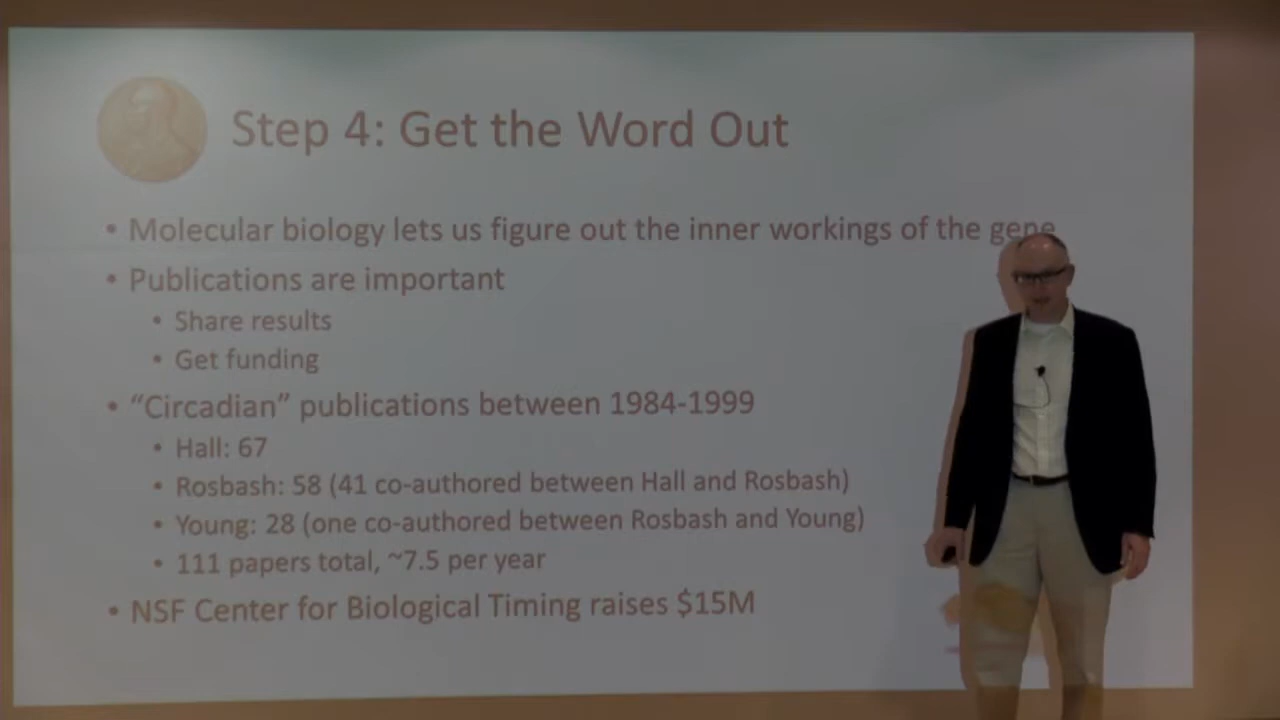 Step 4: Get the Word Out
• Molecular biology lets us figure out the inner workings of the gene
• Publications are important
• Share results
• Get funding
• “Circadian” publications between 1984-1999
• Hall: 67
• Rosbash: 58 (41 co-authored between Hall and Rosbash)
• Young: 28 (one co-authored between Rosbash and Young)
• 111 papers total, ~7.5 per year
• NSF Center for Biological Timing raises $15M